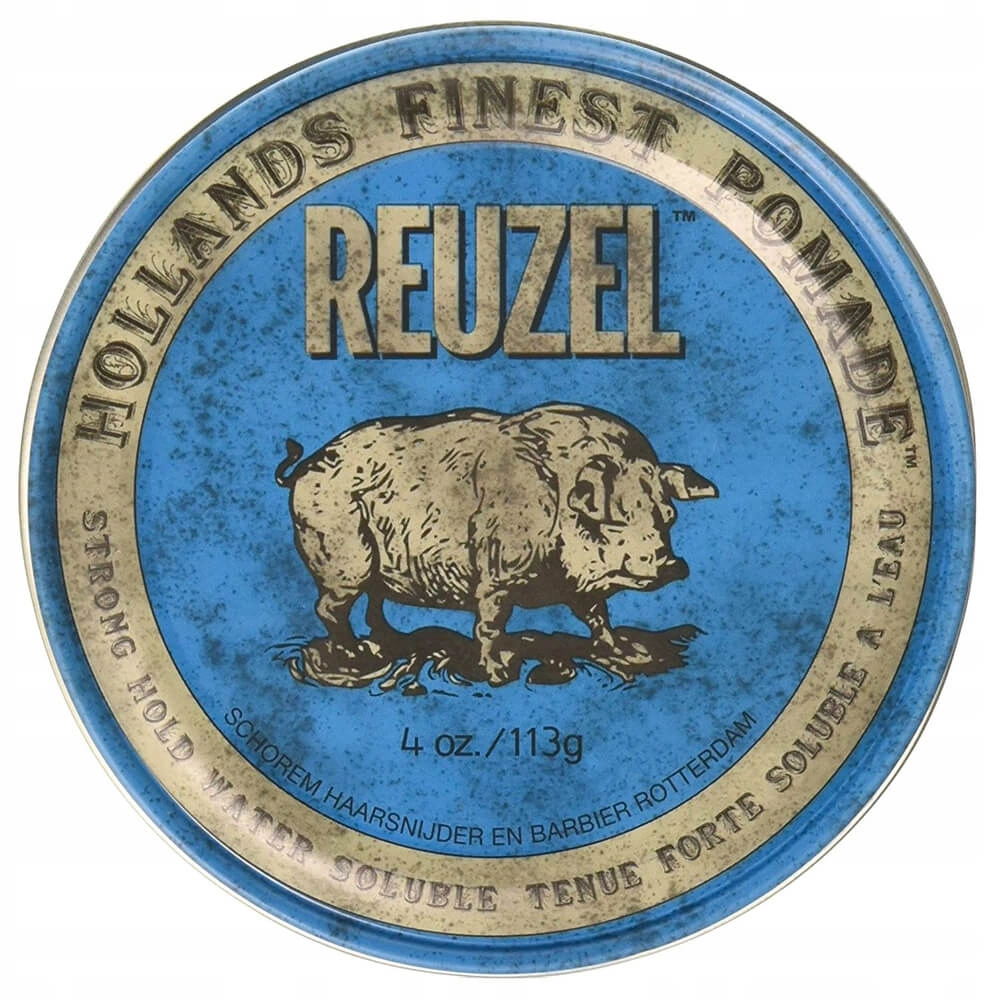 HOLLANDS FINEST POMADE™
REUZEL™
4 oz./113g
SCHOREM HAARSNIJDER EN BARBIER ROTTERDAM
STRONG HOLD WATER SOLUBLE TENUE FORTE SOLUBLE A L'EAU